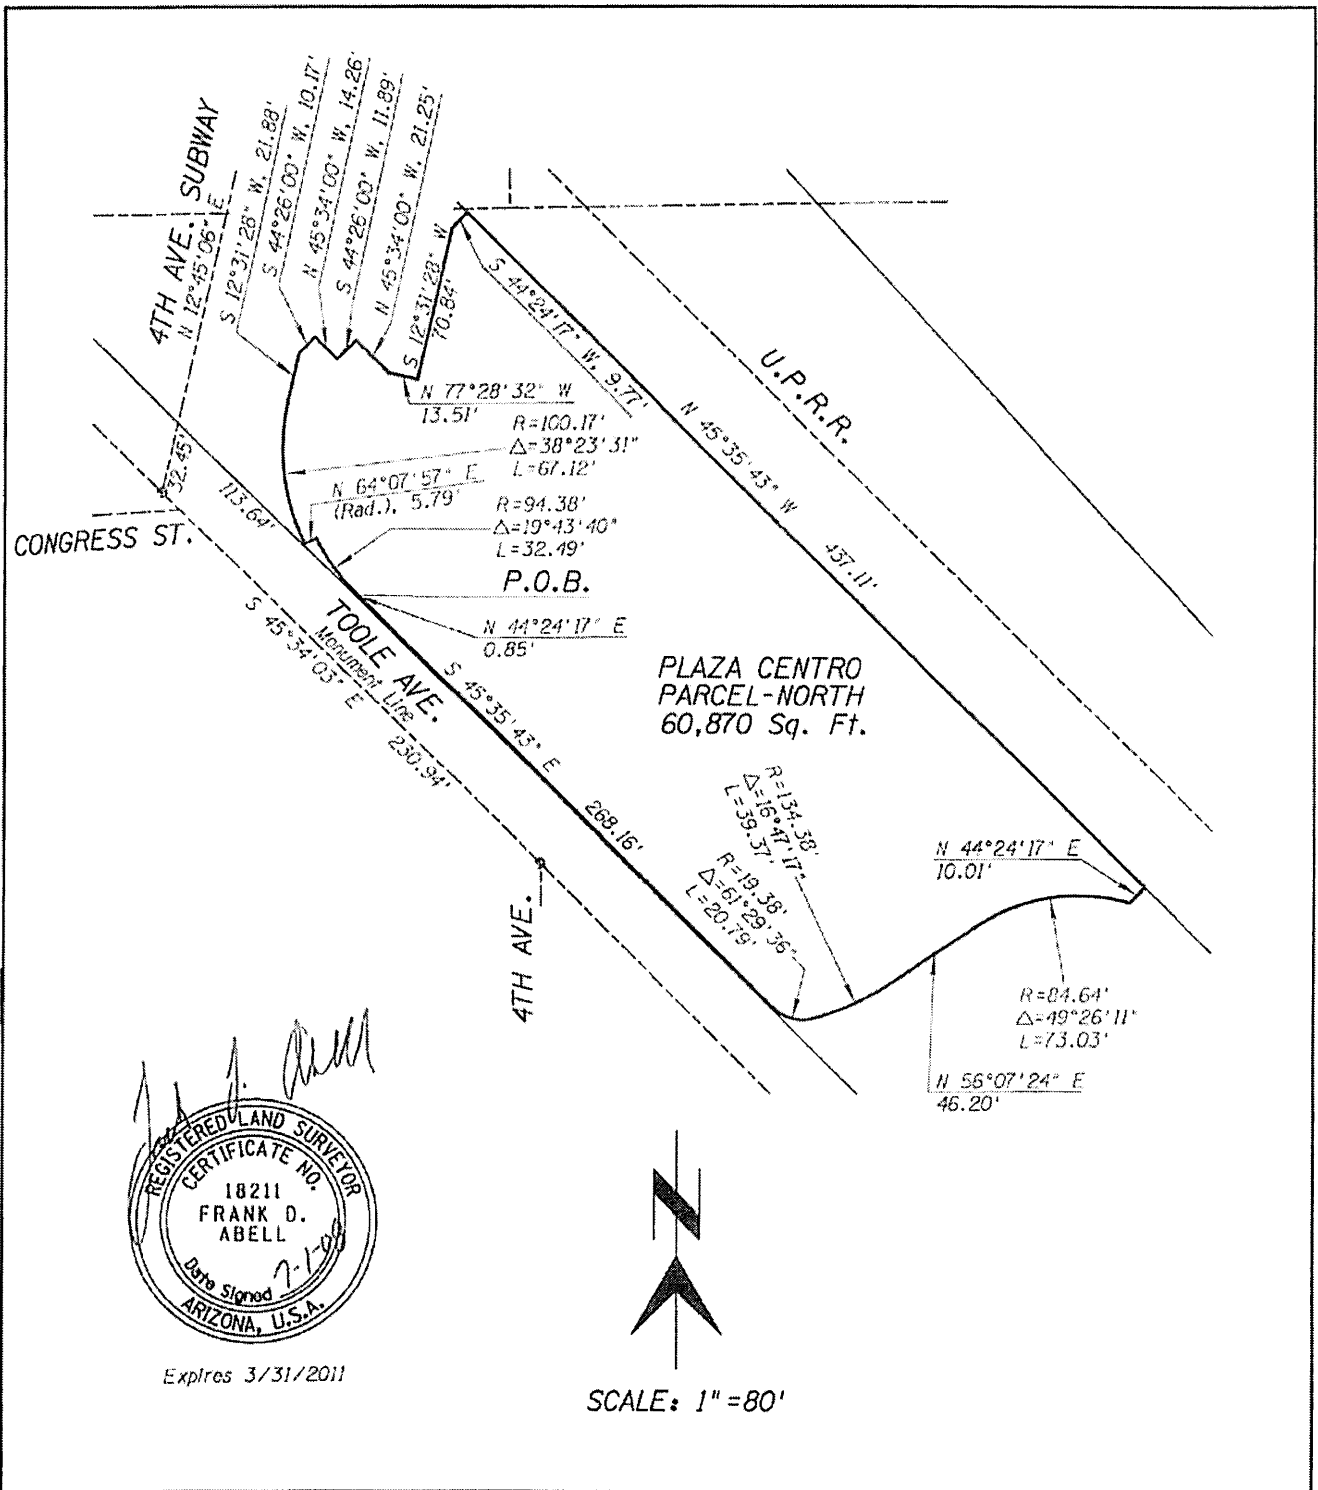 4TH AVE. SUBWAY
N 12°45'06" E
S 12°31'28" W, 21.88'
S 44°26'00" W, 10.17'
N 45°34'00" W, 14.26'
S 44°26'00" W, 11.89'
N 45°34'00" W, 21.25'
S 12°31'28" W
70.84'
S 44°24'17" W, 9.77'
U.P.R.R.
N 45°35'43" W
437.11'
N 77°28'32" W
13.51'
R=100.17'
△=38°23'31"
L=67.12'
N 64°07'57" E
(Rad.), 5.79'
R=94.38'
△=19°43'40"
L=32.49'
P.O.B.
32.45'
113.64'
CONGRESS ST.
N 44°24'17" E
0.85'
TOOLE AVE.
Monument Line
S 45°34'03" E
230.94'
S 45°35'43" E
268.16'
PLAZA CENTRO
PARCEL-NORTH
60,870 Sq. Ft.
R=134.38'
△=16°47'17"
L=39.37'
R=19.38'
△=61°29'36"
L=20.79'
N 44°24'17" E
10.01'
4TH AVE.
R=84.64'
△=49°26'11"
L=73.03'
N 56°07'24" E
46.20'
REGISTERED LAND SURVEYOR
CERTIFICATE NO.
18211
FRANK D.
ABELL
Date Signed 7-1-08
ARIZONA, U.S.A.
Expires 3/31/2011
N
SCALE: 1"=80'